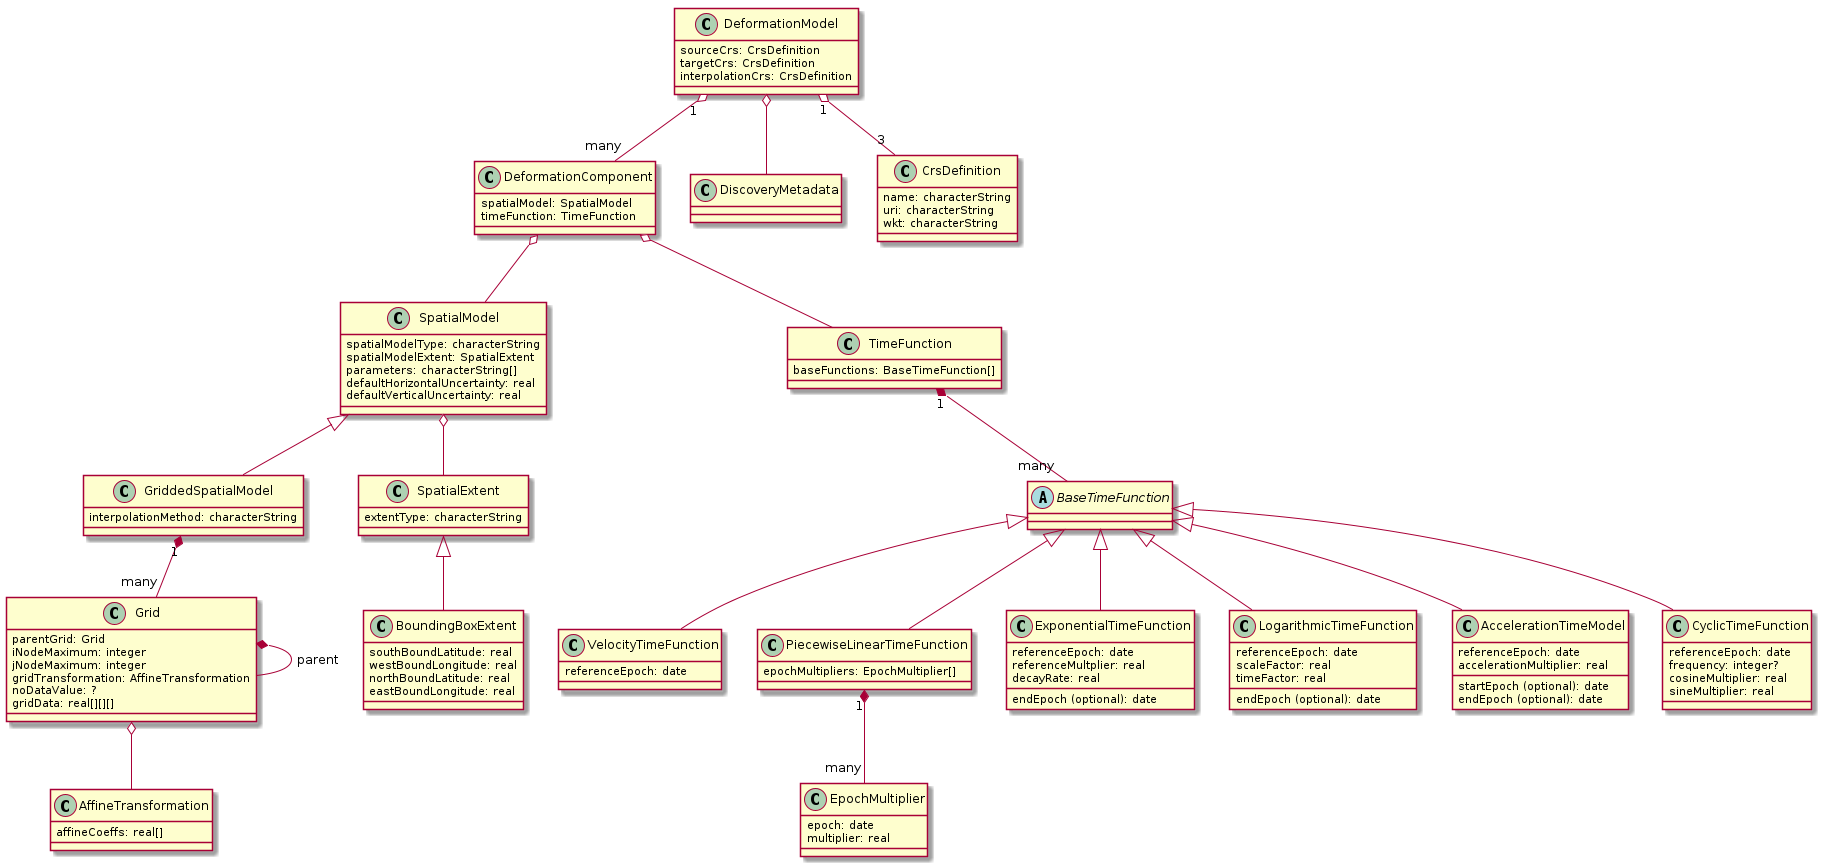 C DeformationModel
sourceCrs: CrsDefinition
targetCrs: CrsDefinition
interpolationCrs: CrsDefinition
1
1
many
3
C DeformationComponent
spatialModel: SpatialModel
timeFunction: TimeFunction
C DiscoveryMetadata
C CrsDefinition
name: characterString
uri: characterString
wkt: characterString
C SpatialModel
spatialModelType: characterString
spatialModelExtent: SpatialExtent
parameters: characterString[]
defaultHorizontalUncertainty: real
defaultVerticalUncertainty: real
C TimeFunction
baseFunctions: BaseTimeFunction[]
1
many
C GriddedSpatialModel
interpolationMethod: characterString
1
many
C SpatialExtent
extentType: characterString
A BaseTimeFunction
C Grid
parentGrid: Grid
iNodeMaximum: integer
jNodeMaximum: integer
gridTransformation: AffineTransformation
noDataValue: ?
gridData: real[][][]
parent
C BoundingBoxExtent
southBoundLatitude: real
westBoundLongitude: real
northBoundLatitude: real
eastBoundLongitude: real
C VelocityTimeFunction
referenceEpoch: date
C PiecewiseLinearTimeFunction
epochMultipliers: EpochMultiplier[]
1
many
C ExponentialTimeFunction
referenceEpoch: date
referenceMultplier: real
decayRate: real
endEpoch (optional): date
C LogarithmicTimeFunction
referenceEpoch: date
scaleFactor: real
timeFactor: real
endEpoch (optional): date
C AccelerationTimeModel
referenceEpoch: date
accelerationMultiplier: real
startEpoch (optional): date
endEpoch (optional): date
C CyclicTimeFunction
referenceEpoch: date
frequency: integer?
cosineMultiplier: real
sineMultiplier: real
C AffineTransformation
affineCoeffs: real[]
C EpochMultiplier
epoch: date
multiplier: real